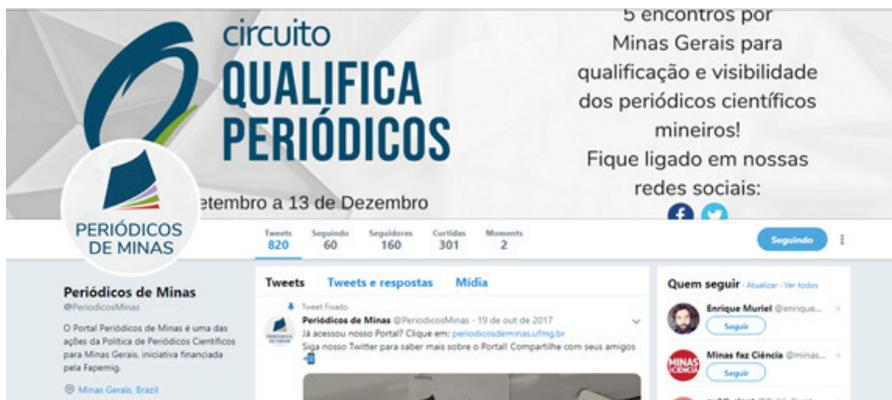 circuito
QUALIFICA
PERIÓDICOS
etembro a 13 de Dezembro
5 encontros por
Minas Gerais para
qualificação e visibilidade
dos periódicos científicos
mineiros!
Fique ligado em nossas
redes sociais:
PERIÓDICOS
DE MINAS
Tweets Seguindo Seguidores Curtidas Moments
820 60 160 301 2
Seguindo
Periódicos de Minas
@PeriodicosMinas
O Portal Periódicos de Minas é uma das
ações da Política de Periódicos Científicos
para Minas Gerais, iniciativa financiada
pela Fapemig.
Minas Gerais, Brazil
Tweets Tweets e respostas Mídia
Tweet Fixado
Periódicos de Minas @PeriodicosMinas - 19 de out de 2017
Já acessou nosso Portal? Clique em: periodicosdeminas.ufmg.br
Siga nosso Twitter para saber mais sobre o Portal! Compartilhe com seus amigos
Quem seguir · Atualizar · Ver todos
Enrique Muriel @enrique...
Seguir
Minas faz Ciência @minas...
Seguir
MINAS